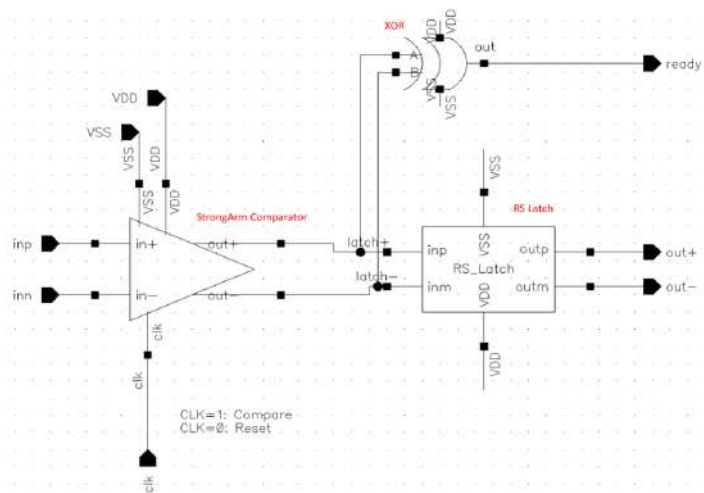 XOR
VDD
VDD
out
A
B
ready
VSS
VSS
VDD
VSS
VSS
VDD
VSS
VDD
StrongArm Comparator
VSS
RS Latch
inp
in+
out+
latch+
inp
VSS
outp
out+
RS_Latch
inn
in-
out-
latch-
inm
VDD
outm
out-
clk
clk
VDD
CLK=1: Compare
CLK=0: Reset
clk